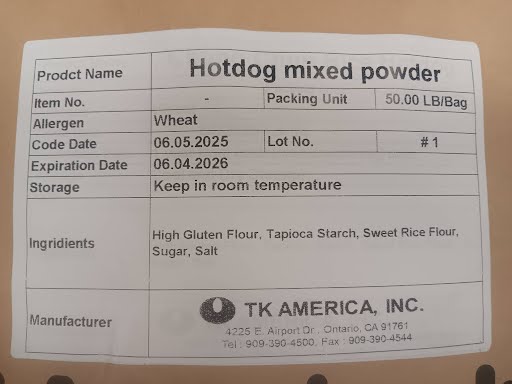 Prodct Name Hotdog mixed powder
Item No. - Packing Unit 50.00 LB/Bag
Allergen Wheat
Code Date 06.05.2025 Lot No. #1
Expiration Date 06.04.2026
Storage Keep in room temperature
Ingridients High Gluten Flour, Tapioca Starch, Sweet Rice Flour,
Sugar, Salt
Manufacturer TK AMERICA, INC.
4225 E. Airport Dr., Ontario, CA 91761
Tel : 909-390-4500, Fax : 909-390-4544